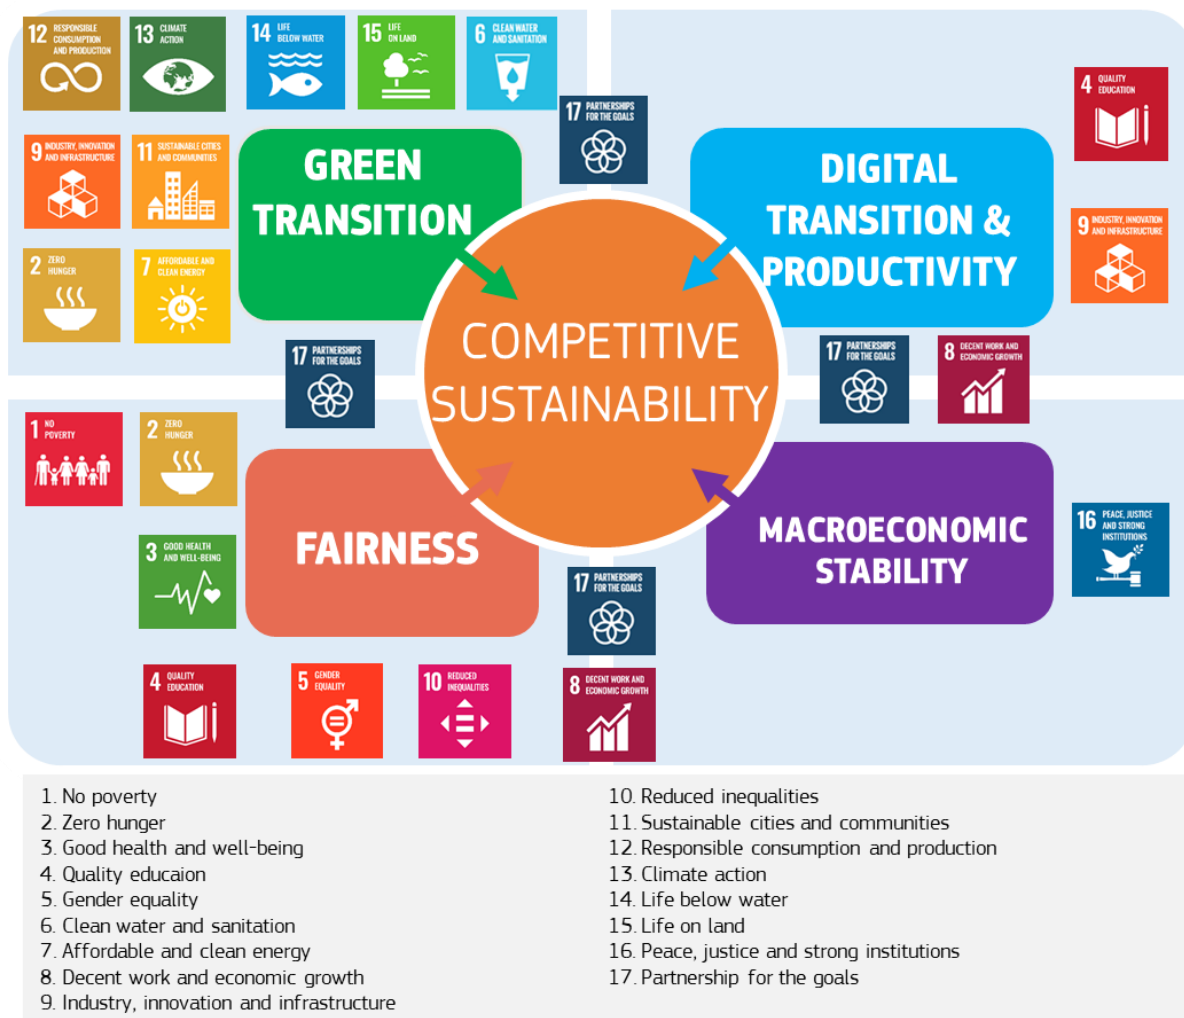 12 RESPONSIBLE
CONSUMPTION
AND PRODUCTION
13 CLIMATE
ACTION
14 LIFE
BELOW WATER
15 LIFE
ON LAND
6 CLEAN WATER
AND SANITATION
17 PARTNERSHIPS
FOR THE GOALS
4 QUALITY
EDUCATION
9 INDUSTRY, INNOVATION
AND INFRASTRUCTURE
11 SUSTAINABLE CITIES
AND COMMUNITIES
GREEN
TRANSITION
DIGITAL
TRANSITION &
PRODUCTIVITY
9 INDUSTRY, INNOVATION
AND INFRASTRUCTURE
2 ZERO
HUNGER
7 AFFORDABLE AND
CLEAN ENERGY
COMPETITIVE
SUSTAINABILITY
17 PARTNERSHIPS
FOR THE GOALS
17 PARTNERSHIPS
FOR THE GOALS
8 DECENT WORK AND
ECONOMIC GROWTH
1 NO
POVERTY
2 ZERO
HUNGER
3 GOOD HEALTH
AND WELL-BEING
FAIRNESS
MACROECONOMIC
STABILITY
16 PEACE, JUSTICE
AND STRONG
INSTITUTIONS
17 PARTNERSHIPS
FOR THE GOALS
4 QUALITY
EDUCATION
5 GENDER
EQUALITY
10 REDUCED
INEQUALITIES
8 DECENT WORK AND
ECONOMIC GROWTH
1. No poverty
2. Zero hunger
3. Good health and well-being
4. Quality educaion
5. Gender equality
6. Clean water and sanitation
7. Affordable and clean energy
8. Decent work and economic growth
9. Industry, innovation and infrastructure
10. Reduced inequalities
11. Sustainable cities and communities
12. Responsible consumption and production
13. Climate action
14. Life below water
15. Life on land
16. Peace, justice and strong institutions
17. Partnership for the goals